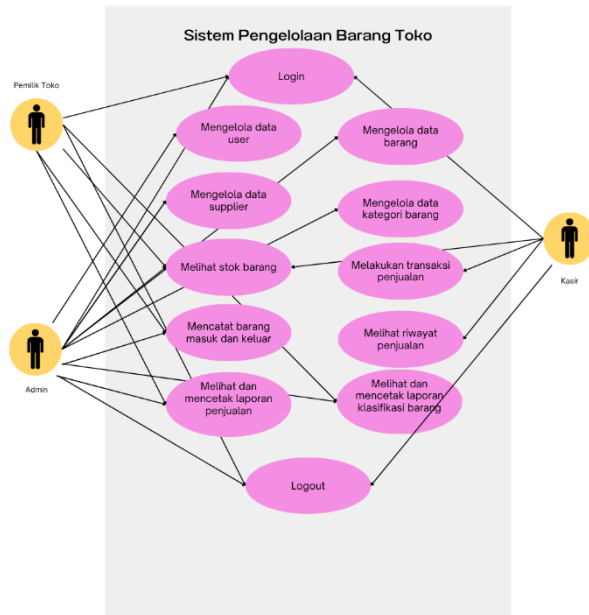 Sistem Pengelolaan Barang Toko
Login
Pemilik Toko
Mengelola data
user
Mengelola data
barang
Mengelola data
supplier
Mengelola data
kategori barang
Melihat stok barang
Melakukan transaksi
penjualan
Kasir
Mencatat barang
masuk dan keluar
Melihat riwayat
penjualan
Admin
Melihat dan
mencetak laporan
penjualan
Melihat dan
mencetak laporan
klasifikasi barang
Logout